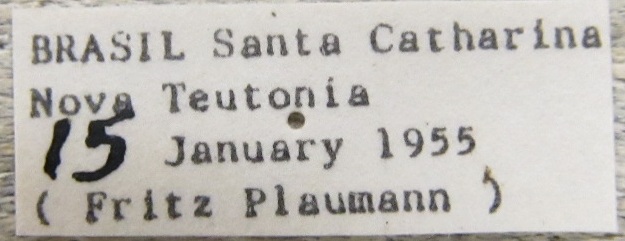 BRASIL Santa Catharina
Nova Teutonia
15 January 1955
( Fritz Plaumann )